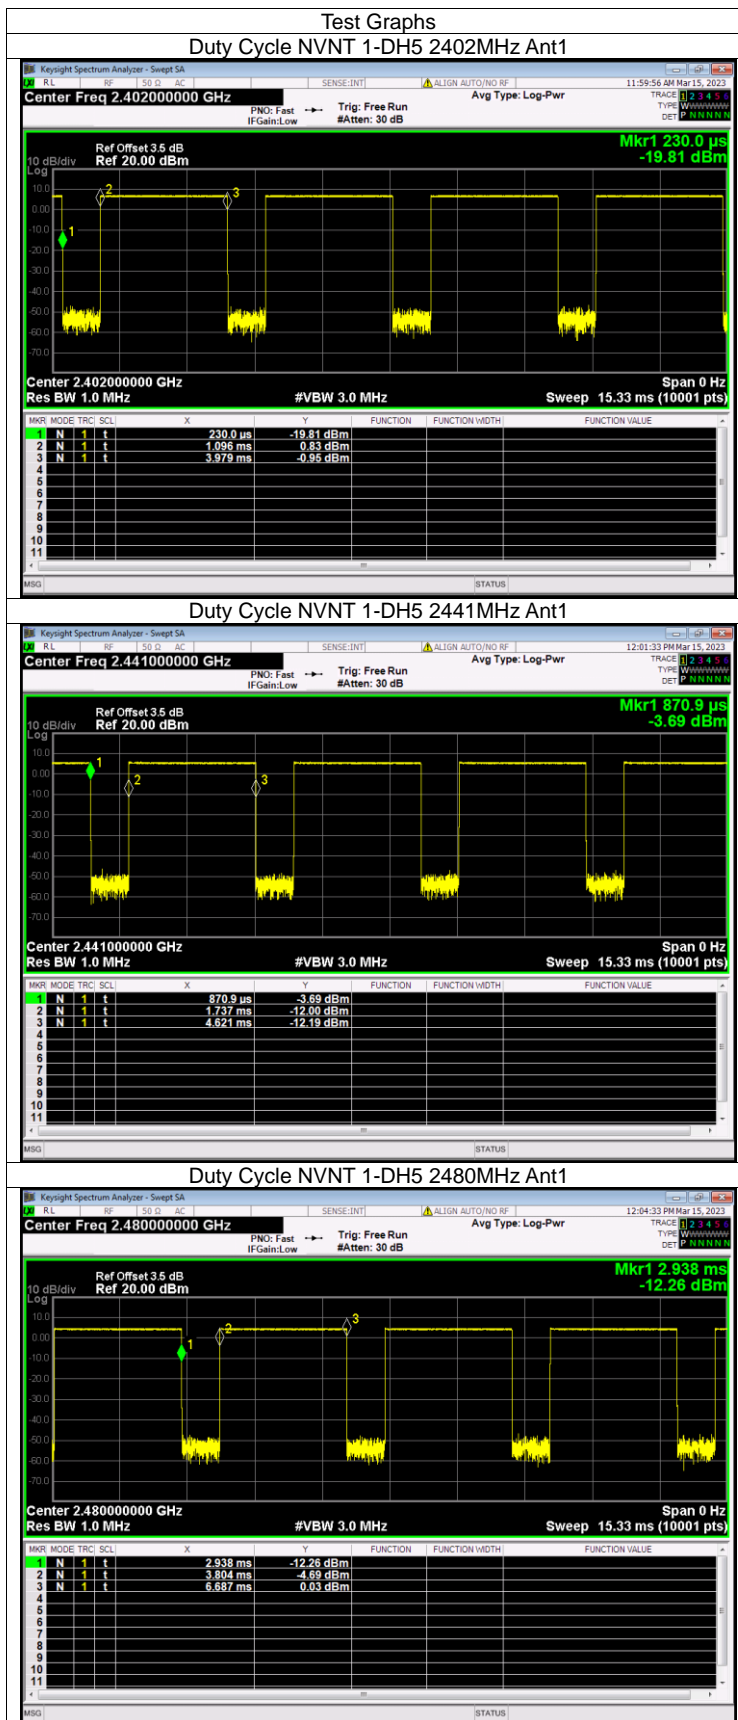 Test Graphs
Duty Cycle NVNT 1-DH5 2402MHz Ant1
Keysight Spectrum Analyzer - Swept SA
RL RF 50 Ω AC SENSE:INT ALIGN AUTO/NO RF 11:59:56 AM Mar 15, 2023
Center Freq 2.402000000 GHz Avg Type: Log-Pwr TRACE 1 2 3 4 5 6
PNO: Fast Trig: Free Run TYPE WWWWWW
IFGain:Low #Atten: 30 dB DET P N N N N N
Mkr1 230.0 µs
Ref Offset 3.5 dB
10 dB/div Ref 20.00 dBm -19.81 dBm
Log
10.0
0.00
-10.0
-20.0
-30.0
-40.0
-50.0
-60.0
-70.0
1
2
3
Center 2.402000000 GHz Span 0 Hz
Res BW 1.0 MHz #VBW 3.0 MHz Sweep 15.33 ms (10001 pts)
MKR MODE TRC SCL X Y FUNCTION FUNCTION WIDTH FUNCTION VALUE
1 N 1 t 230.0 µs -19.81 dBm
2 N 1 t 1.096 ms 0.83 dBm
3 N 1 t 3.979 ms -0.95 dBm
4
5
6
7
8
9
10
11
MSG STATUS
Duty Cycle NVNT 1-DH5 2441MHz Ant1
Keysight Spectrum Analyzer - Swept SA
RL RF 50 Ω AC SENSE:INT ALIGN AUTO/NO RF 12:01:33 PM Mar 15, 2023
Center Freq 2.441000000 GHz Avg Type: Log-Pwr TRACE 1 2 3 4 5 6
PNO: Fast Trig: Free Run TYPE WWWWWW
IFGain:Low #Atten: 30 dB DET P N N N N N
Mkr1 870.9 µs
Ref Offset 3.5 dB
10 dB/div Ref 20.00 dBm -3.69 dBm
Log
10.0
0.00
-10.0
-20.0
-30.0
-40.0
-50.0
-60.0
-70.0
1
2
3
Center 2.441000000 GHz Span 0 Hz
Res BW 1.0 MHz #VBW 3.0 MHz Sweep 15.33 ms (10001 pts)
MKR MODE TRC SCL X Y FUNCTION FUNCTION WIDTH FUNCTION VALUE
1 N 1 t 870.9 µs -3.69 dBm
2 N 1 t 1.737 ms -12.00 dBm
3 N 1 t 4.621 ms -12.19 dBm
4
5
6
7
8
9
10
11
MSG STATUS
Duty Cycle NVNT 1-DH5 2480MHz Ant1
Keysight Spectrum Analyzer - Swept SA
RL RF 50 Ω AC SENSE:INT ALIGN AUTO/NO RF 12:04:33 PM Mar 15, 2023
Center Freq 2.480000000 GHz Avg Type: Log-Pwr TRACE 1 2 3 4 5 6
PNO: Fast Trig: Free Run TYPE WWWWWW
IFGain:Low #Atten: 30 dB DET P N N N N N
Mkr1 2.938 ms
Ref Offset 3.5 dB
10 dB/div Ref 20.00 dBm -12.26 dBm
Log
10.0
0.00
-10.0
-20.0
-30.0
-40.0
-50.0
-60.0
-70.0
1
2
3
Center 2.480000000 GHz Span 0 Hz
Res BW 1.0 MHz #VBW 3.0 MHz Sweep 15.33 ms (10001 pts)
MKR MODE TRC SCL X Y FUNCTION FUNCTION WIDTH FUNCTION VALUE
1 N 1 t 2.938 ms -12.26 dBm
2 N 1 t 3.804 ms -4.69 dBm
3 N 1 t 6.687 ms 0.03 dBm
4
5
6
7
8
9
10
11
MSG STATUS